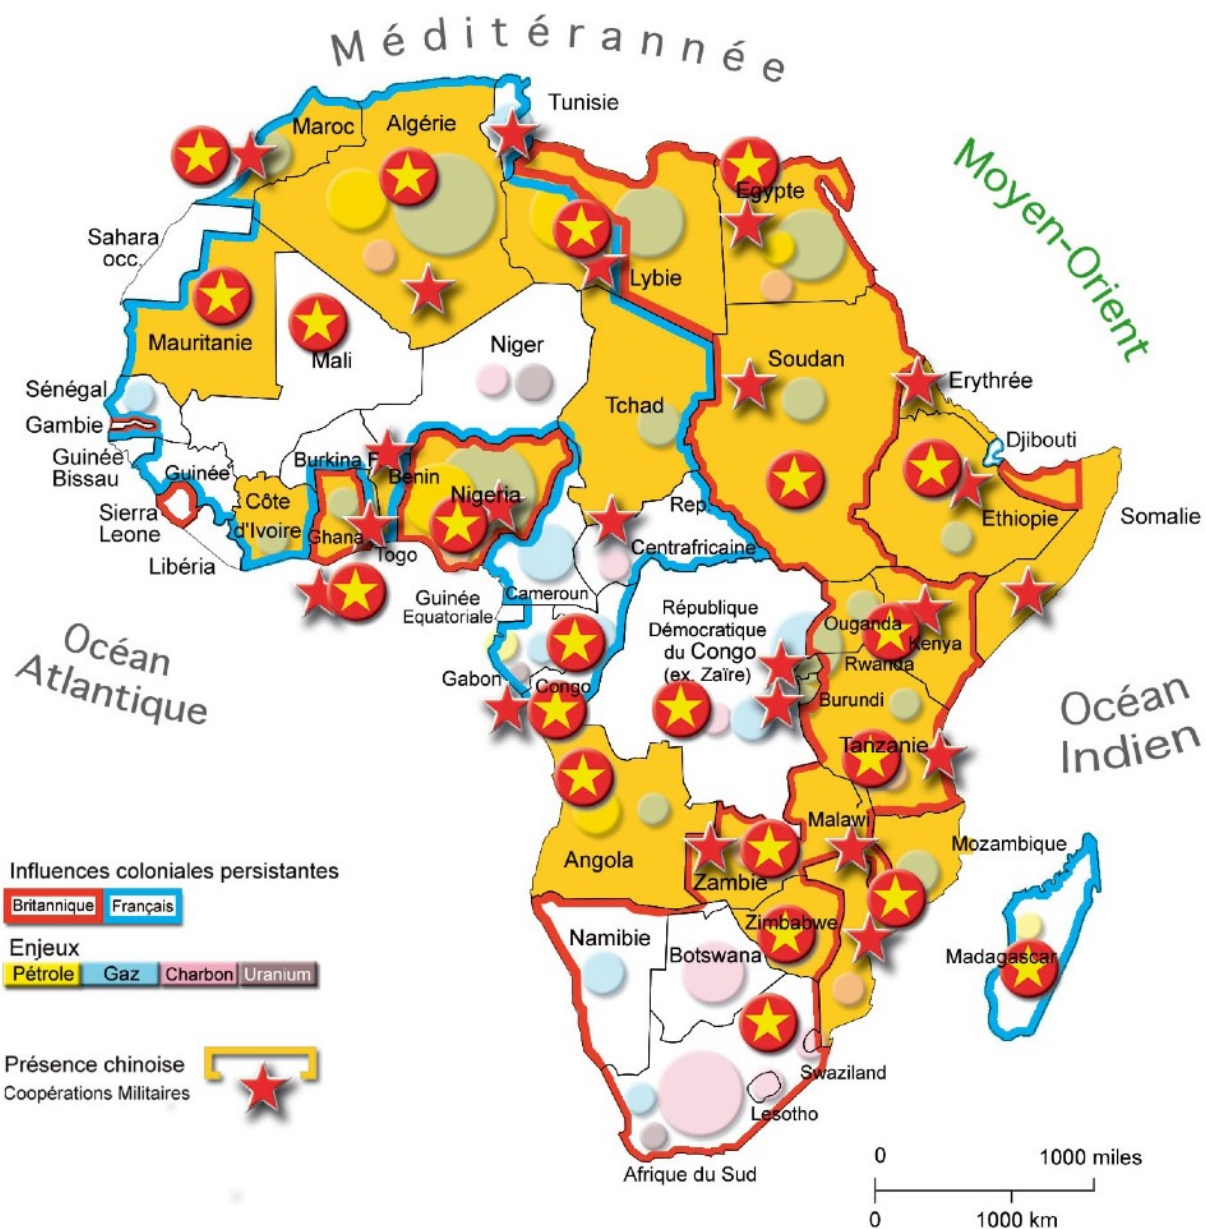 Méditérannée
Tunisie
Maroc
Algérie
Moyen-Orient
Egypte
Sahara
occ.
Lybie
Mauritanie
Mali
Niger
Soudan
Erythrée
Sénégal
Tchad
Gambie
Djibouti
Guinée
Bissau
Guinée
Burkina F
Benin
Nigeria
Rep.
Côte
d'Ivoire
Sierra
Leone
Ghana
Togo
Ethiopie
Somalie
Centrafricaine
Libéria
Cameroun
Guinée
Equatoriale
République
Démocratique
du Congo
(ex. Zaïre)
Ouganda
Kenya
Rwanda
Océan
Atlantique
Gabon
Congo
Burundi
Océan
Indien
Tanzanie
Malawi
Mozambique
Angola
Zambie
Zimbabwe
Namibie
Botswana
Madagascar
Swaziland
Lesotho
Afrique du Sud
Influences coloniales persistantes
Britannique Français
Enjeux
Pétrole Gaz Charbon Uranium
Présence chinoise
Coopérations Militaires
0 1000 miles
0 1000 km